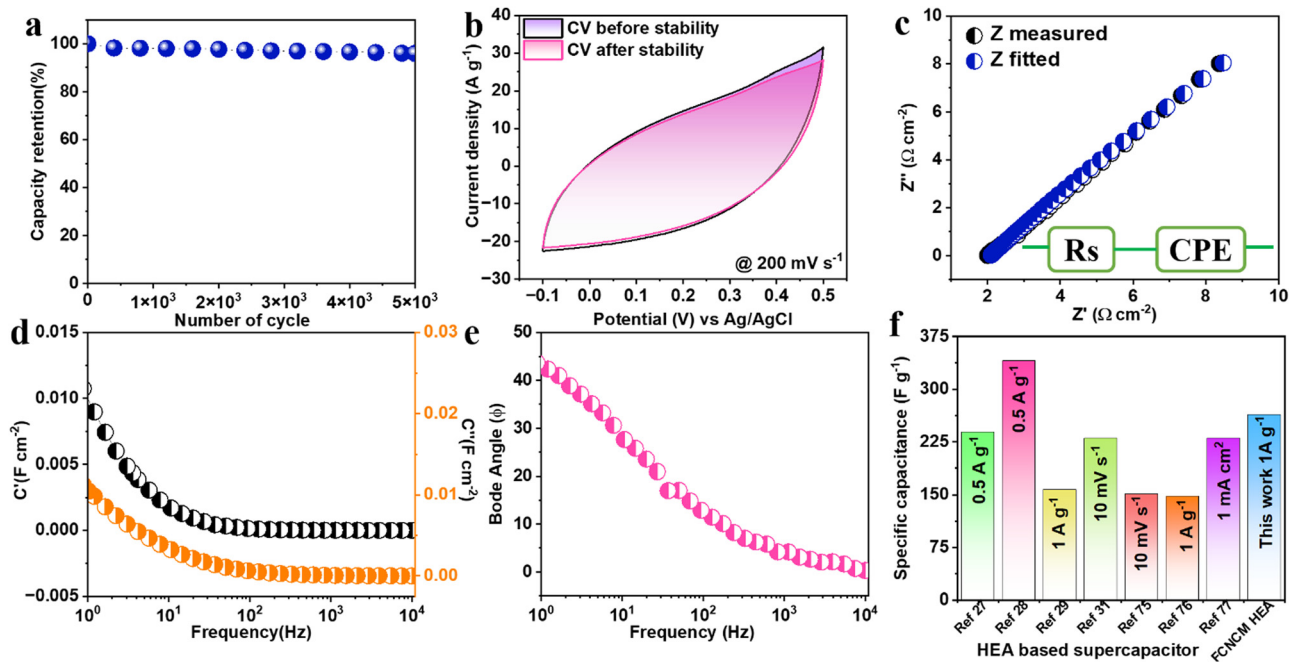 a
Capacity retention(%)
100
80
60
40
20
0
0
1×10³
2×10³
3×10³
4×10³
5×10³
Number of cycle
b
CV before stability
CV after stability
Current density (A g⁻¹)
40
30
20
10
0
−10
−20
−30
@ 200 mV s⁻¹
−0.1
0.0
0.1
0.2
0.3
0.4
0.5
Potential (V) vs Ag/AgCl
c
Z measured
Z fitted
Z'' (Ω cm⁻²)
8
6
4
2
0
Rs
CPE
0
2
4
6
8
10
Z' (Ω cm⁻²)
d
C'(F cm⁻²)
0.015
0.010
0.005
0.000
−0.005
0.03
0.02
0.01
0.00
C''(F cm⁻²)
10⁰
10¹
10²
10³
10⁴
Frequency(Hz)
e
Bode Angle (ϕ)
50
40
30
20
10
0
10⁰
10¹
10²
10³
10⁴
Frequency (Hz)
f
Specific capacitance (F g⁻¹)
375
300
225
150
75
0
0.5 A g⁻¹
0.5 A g⁻¹
1 A g⁻¹
10 mV s⁻¹
10 mV s⁻¹
1 A g⁻¹
1 mA cm²
This work 1A g⁻¹
Ref 27
Ref 28
Ref 29
Ref 31
Ref 75
Ref 76
Ref 77
FCNCM HEA
HEA based supercapacitor